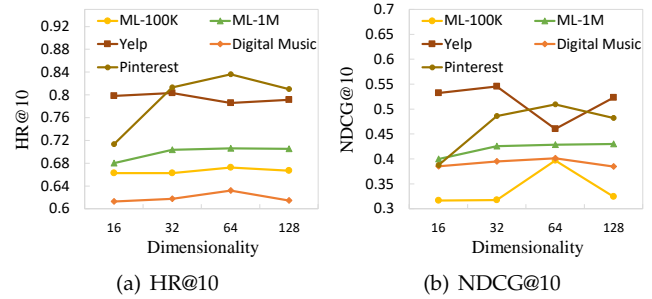 ML-100K ML-1M
Yelp Digital Music
Pinterest
0.92
0.88
0.84
0.8
0.76
0.72
0.68
0.64
0.6
HR@10
16 32 64 128
Dimensionality
(a) HR@10
ML-100K ML-1M
Yelp Digital Music
Pinterest
0.7
0.65
0.6
0.55
0.5
0.45
0.4
0.35
0.3
NDCG@10
16 32 64 128
Dimensionality
(b) NDCG@10